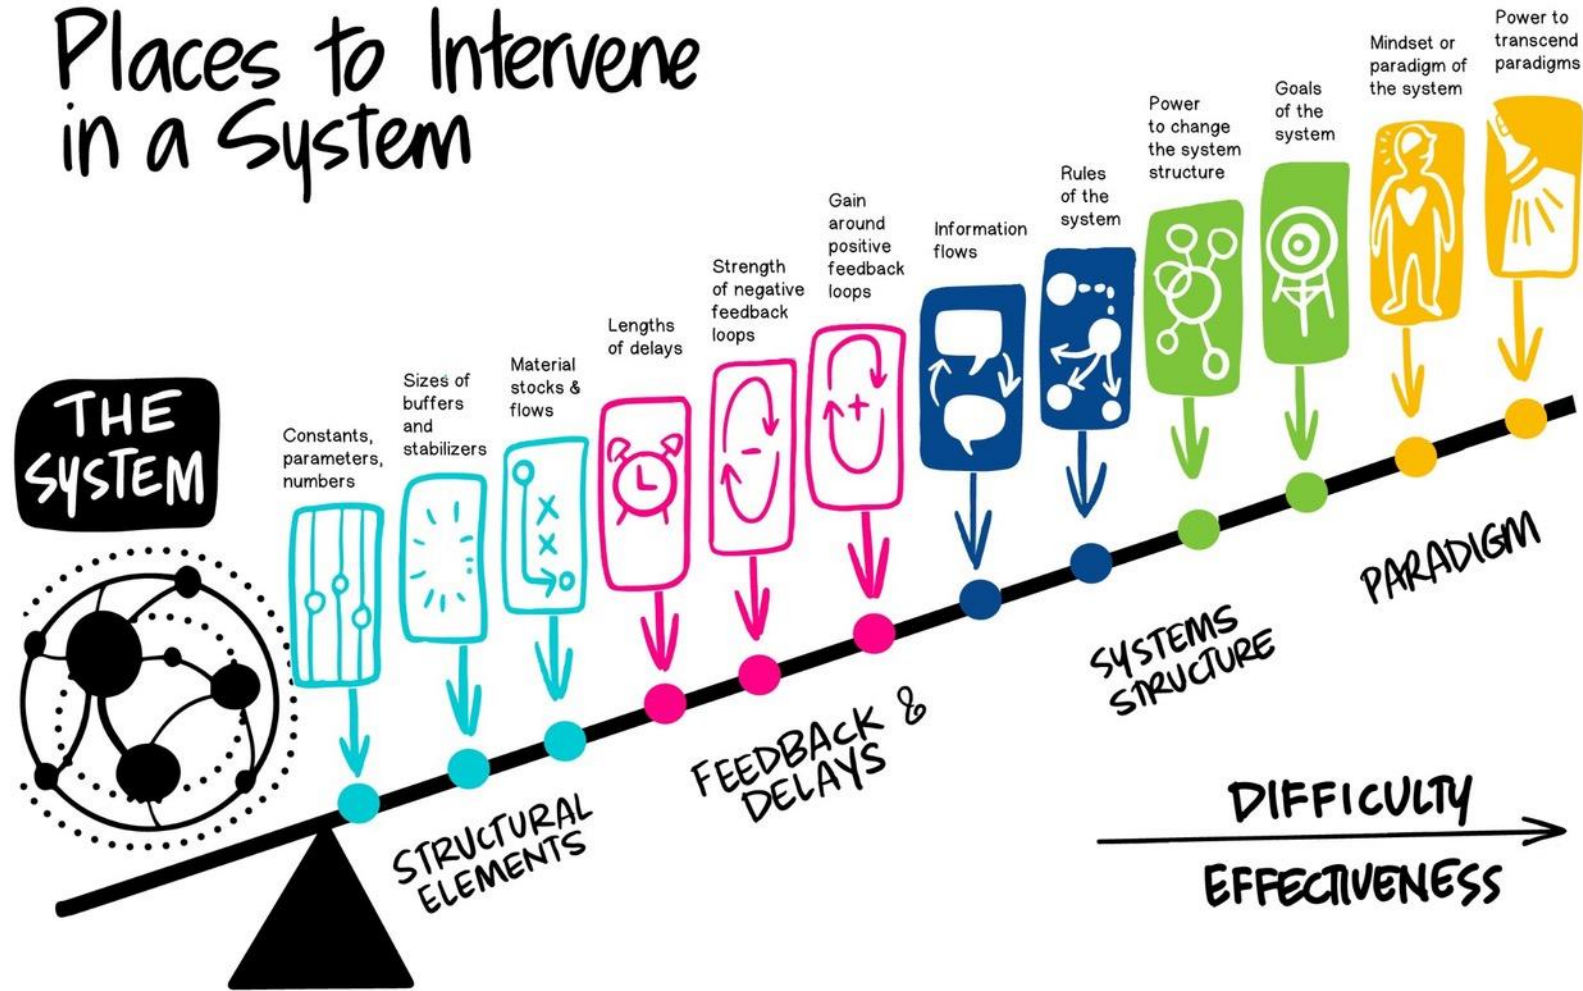 Places to Intervene
in a System
THE
SYSTEM
Constants,
parameters,
numbers
Sizes of
buffers
and
stabilizers
Material
stocks &
flows
Lengths
of delays
Strength
of negative
feedback
loops
Gain
around
positive
feedback
loops
Information
flows
Rules
of the
system
Power
to change
the system
structure
Goals
of the
system
Mindset or
paradigm of
the system
Power to
transcend
paradigms
STRUCTURAL
ELEMENTS
FEEDBACK &
DELAYS
SYSTEMS
STRUCTURE
PARADIGM
DIFFICULTY
EFFECTIVENESS